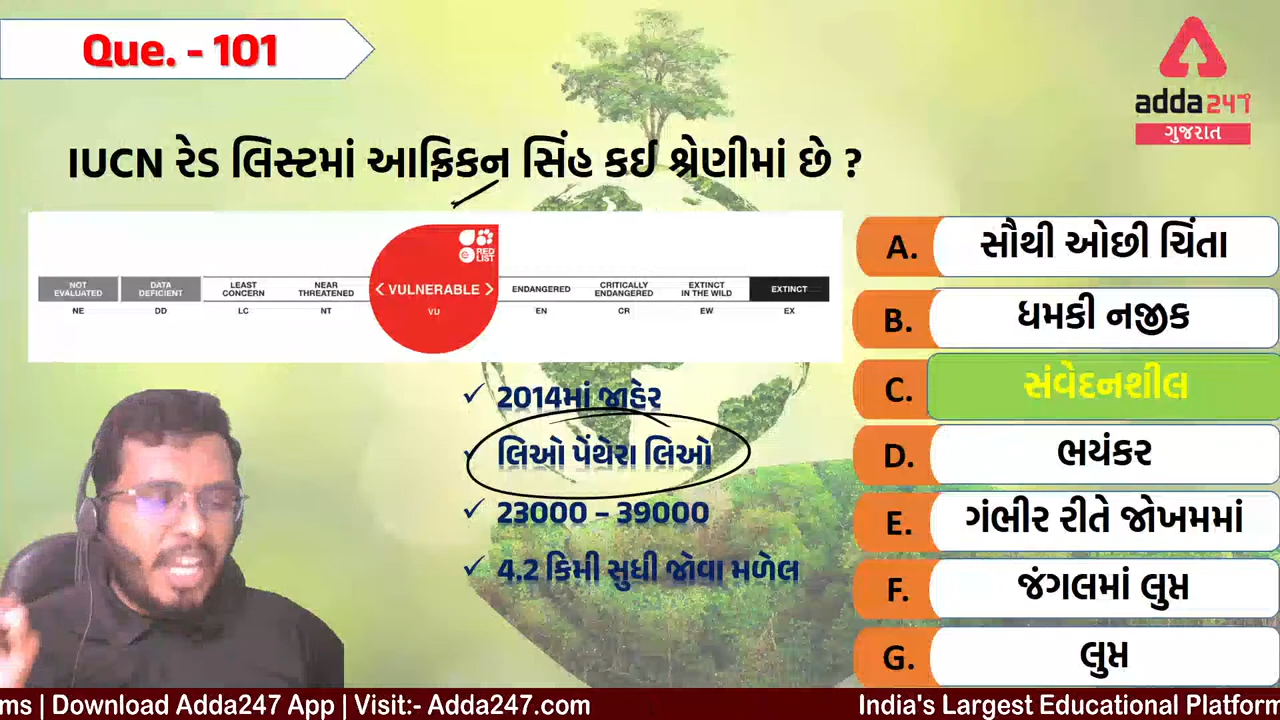 Que. - 101
adda247
ગુજરાત
IUCN રેડ લિસ્ટમાં આફ્રિકન સિંહ કઈ શ્રેણીમાં છે ?
RED LIST
NOT EVALUATED
DATA DEFICIENT
LEAST CONCERN
NEAR THREATENED
< VULNERABLE >
ENDANGERED
CRITICALLY ENDANGERED
EXTINCT IN THE WILD
EXTINCT
NE
DD
LC
NT
VU
EN
CR
EW
EX
✓ 2014માં જાહેર
✓ લિઓ પેંથેરા લિઓ
✓ 23000 – 39000
✓ 4.2 કિમી સુધી જોવા મળેલ
A. સૌથી ઓછી ચિંતા
B. ધમકી નજીક
C. સંવેદનશીલ
D. ભયંકર
E. ગંભીર રીતે જોખમમાં
F. જંગલમાં લુપ્ત
G. લુપ્ત
ms | Download Adda247 App | Visit:- Adda247.com
India's Largest Educational Platform